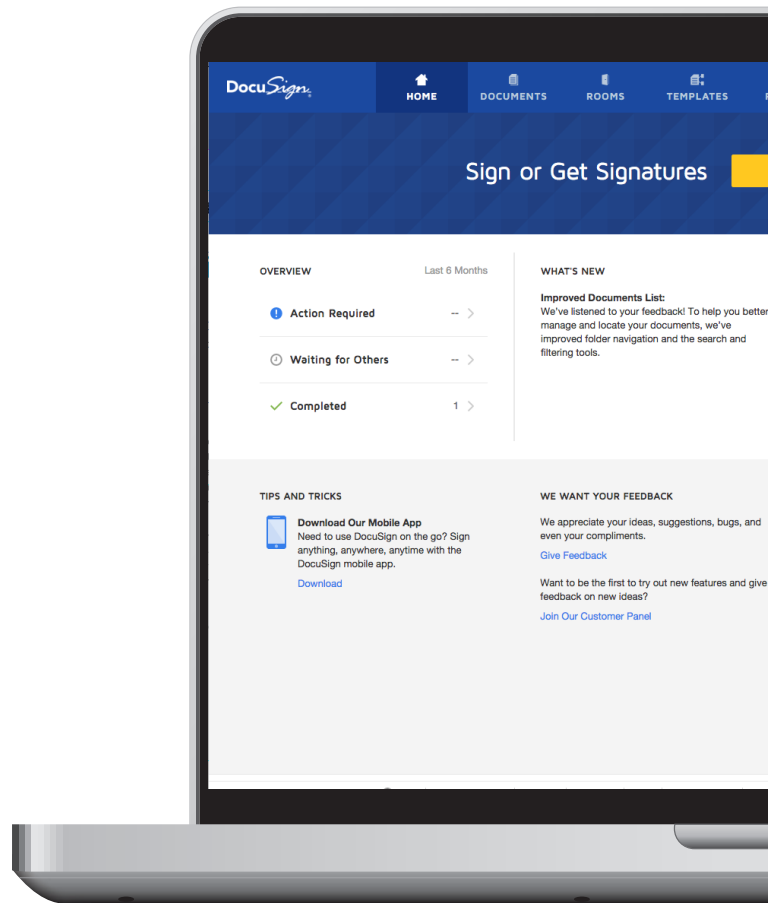 DocuSign
HOME
DOCUMENTS
ROOMS
TEMPLATES
Sign or Get Signatures
OVERVIEW
Last 6 Months
Action Required
--
Waiting for Others
--
Completed
1
WHAT'S NEW
Improved Documents List:
We've listened to your feedback! To help you better
manage and locate your documents, we've
improved folder navigation and the search and
filtering tools.
TIPS AND TRICKS
Download Our Mobile App
Need to use DocuSign on the go? Sign
anything, anywhere, anytime with the
DocuSign mobile app.
Download
WE WANT YOUR FEEDBACK
We appreciate your ideas, suggestions, bugs, and
even your compliments.
Give Feedback
Want to be the first to try out new features and give
feedback on new ideas?
Join Our Customer Panel